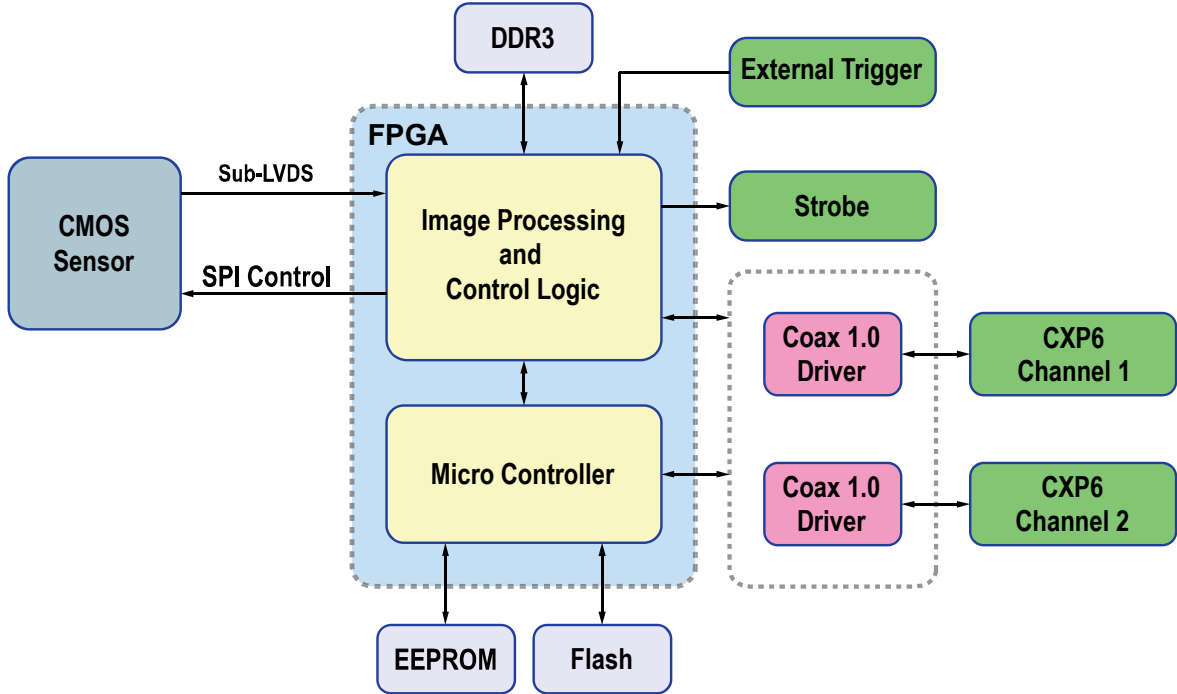 DDR3
External Trigger
FPGA
CMOS
Sensor
Sub-LVDS
SPI Control
Image Processing
and
Control Logic
Strobe
Coax 1.0
Driver
CXP6
Channel 1
Micro Controller
Coax 1.0
Driver
CXP6
Channel 2
EEPROM
Flash